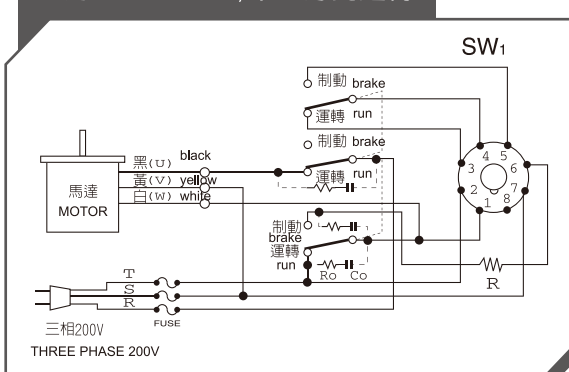 SW1
制動 brake
運轉 run
制動 brake
運轉 run
黑(U) black
黃(V) yellow
白(W) white
馬達
MOTOR
制動
brake
運轉
run
Ro Co
1
2
3
4
5
6
7
8
R
T
S
R
FUSE
三相200V
THREE PHASE 200V